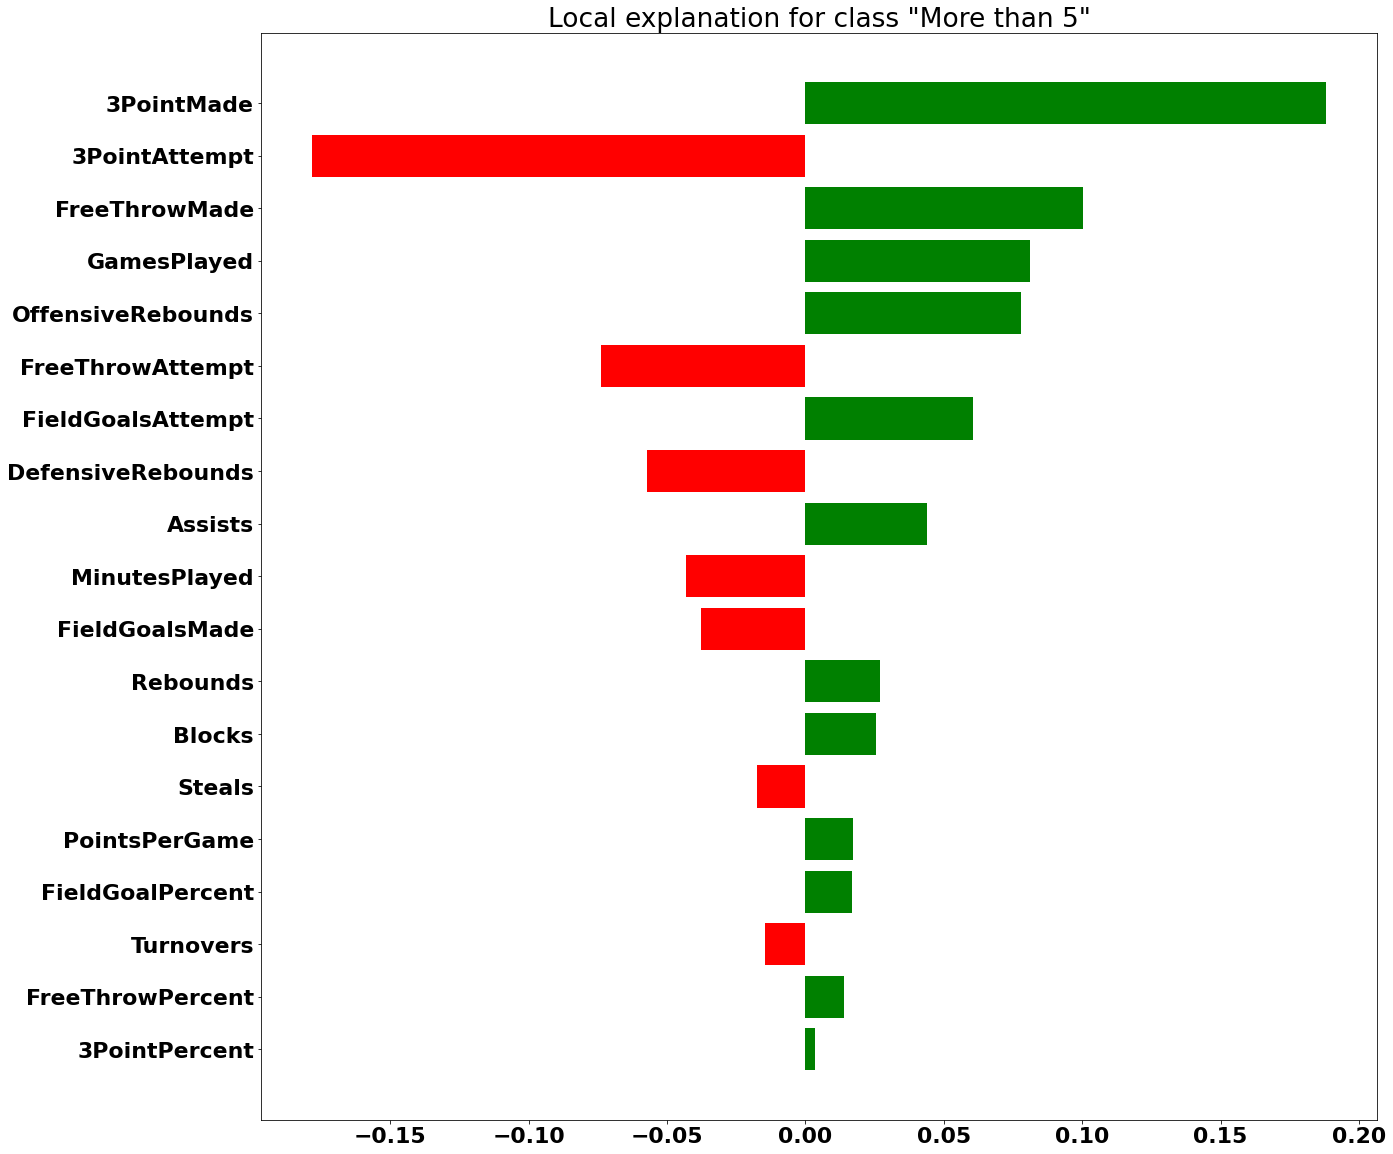 Local explanation for class "More than 5"
3PointMade
3PointAttempt
FreeThrowMade
GamesPlayed
OffensiveRebounds
FreeThrowAttempt
FieldGoalsAttempt
DefensiveRebounds
Assists
MinutesPlayed
FieldGoalsMade
Rebounds
Blocks
Steals
PointsPerGame
FieldGoalPercent
Turnovers
FreeThrowPercent
3PointPercent
−0.15 −0.10 −0.05 0.00 0.05 0.10 0.15 0.20